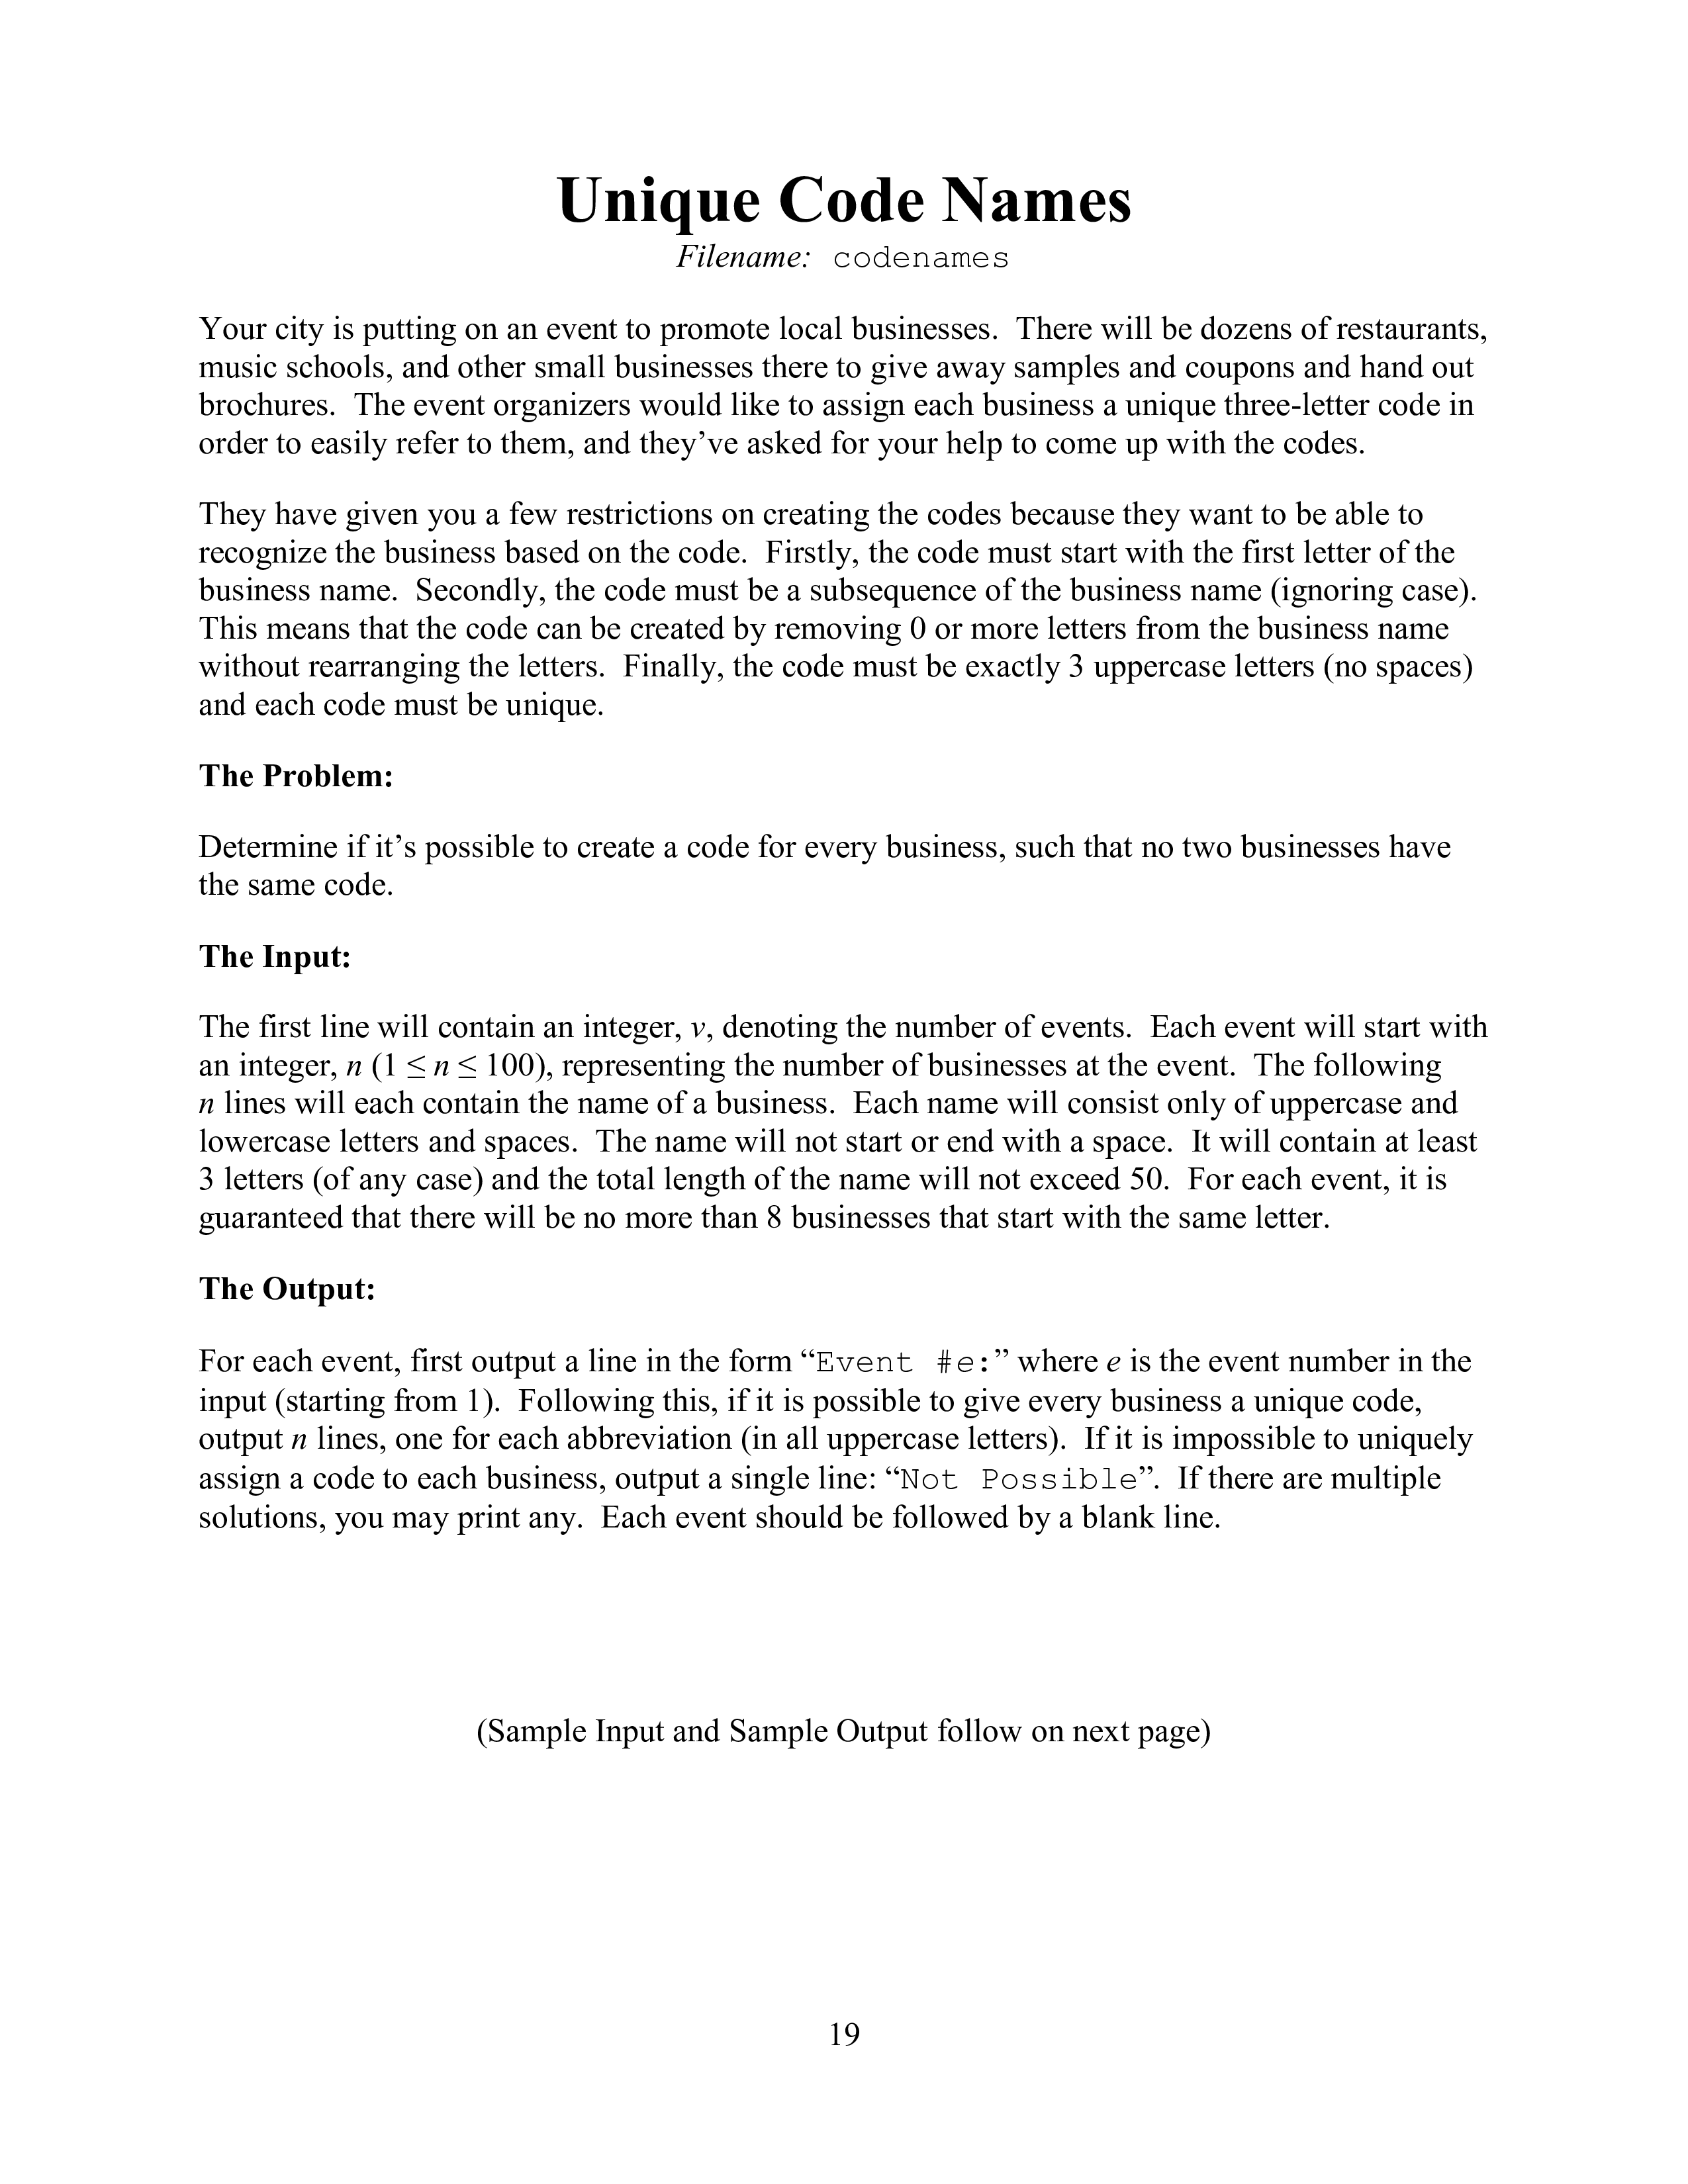 Unique Code Names
Filename: codenames
Your city is putting on an event to promote local businesses. There will be dozens of restaurants,
music schools, and other small businesses there to give away samples and coupons and hand out
brochures. The event organizers would like to assign each business a unique three-letter code in
order to easily refer to them, and they’ve asked for your help to come up with the codes.
They have given you a few restrictions on creating the codes because they want to be able to
recognize the business based on the code. Firstly, the code must start with the first letter of the
business name. Secondly, the code must be a subsequence of the business name (ignoring case).
This means that the code can be created by removing 0 or more letters from the business name
without rearranging the letters. Finally, the code must be exactly 3 uppercase letters (no spaces)
and each code must be unique.
The Problem:
Determine if it’s possible to create a code for every business, such that no two businesses have
the same code.
The Input:
The first line will contain an integer, v, denoting the number of events. Each event will start with
an integer, n (1 ≤ n ≤ 100), representing the number of businesses at the event. The following
n lines will each contain the name of a business. Each name will consist only of uppercase and
lowercase letters and spaces. The name will not start or end with a space. It will contain at least
3 letters (of any case) and the total length of the name will not exceed 50. For each event, it is
guaranteed that there will be no more than 8 businesses that start with the same letter.
The Output:
For each event, first output a line in the form “Event #e:” where e is the event number in the
input (starting from 1). Following this, if it is possible to give every business a unique code,
output n lines, one for each abbreviation (in all uppercase letters). If it is impossible to uniquely
assign a code to each business, output a single line: “Not Possible”. If there are multiple
solutions, you may print any. Each event should be followed by a blank line.
(Sample Input and Sample Output follow on next page)
19